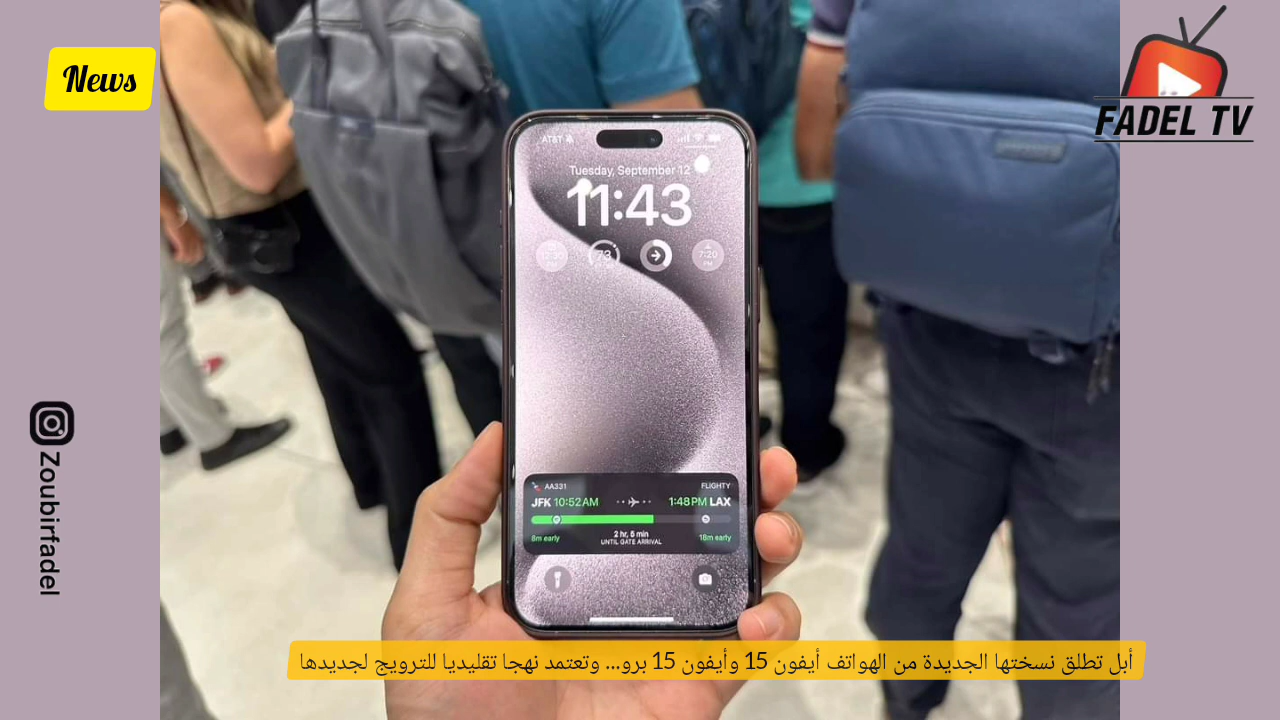 News
FADEL TV
AT&T
Tuesday, September 12
11:43
73
7:20
PM
AA331
FLIGHTY
JFK 10:52AM
1:48PM LAX
8m early
2 hr, 5 min
UNTIL GATE ARRIVAL
18m early
Zoubirfadel
أبل تطلق نسختها الجديدة من الهواتف أيفون 15 وأيفون 15 برو... وتعتمد نهجا تقليديا للترويج لجديدها